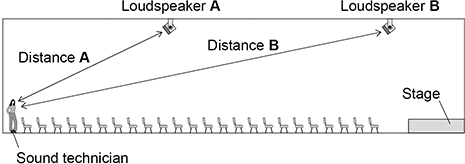 Loudspeaker A
Loudspeaker B
Distance A
Distance B
Stage
Sound technician